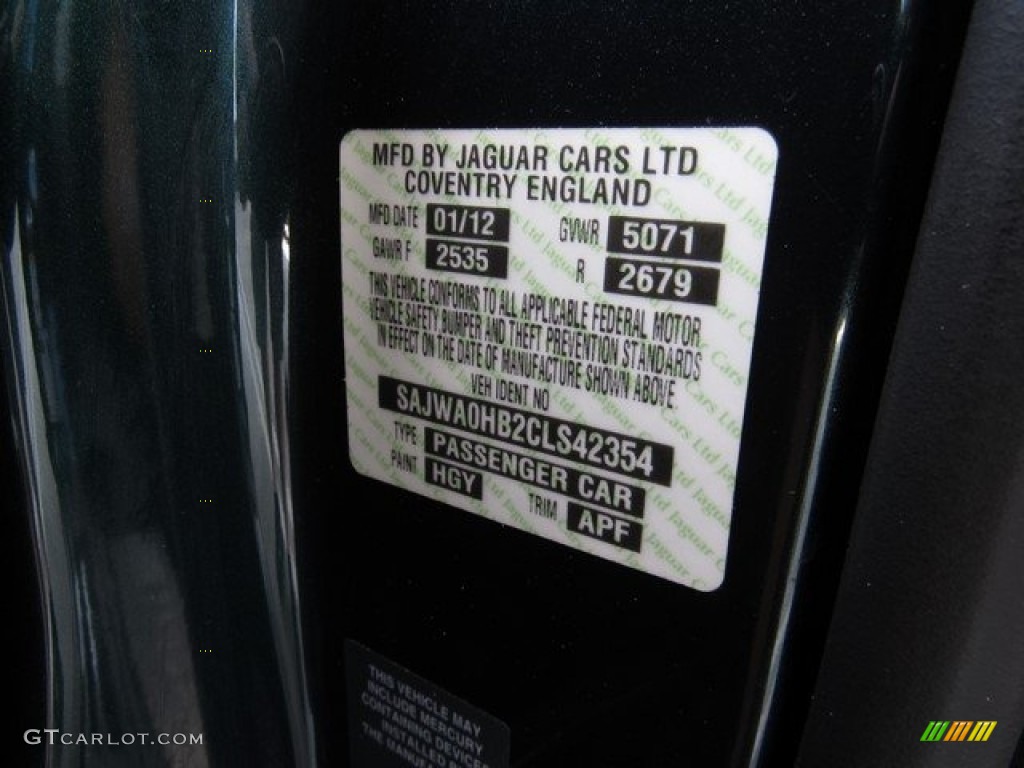 MFD BY JAGUAR CARS LTD
COVENTRY ENGLAND
MFD DATE 01/12 GVWR 5071
GAWR F 2535 R 2679
THIS VEHICLE CONFORMS TO ALL APPLICABLE FEDERAL MOTOR
VEHICLE SAFETY BUMPER AND THEFT PREVENTION STANDARDS
IN EFFECT ON THE DATE OF MANUFACTURE SHOWN ABOVE
VEH IDENT NO
SAJWA0HB2CLS42354
TYPE PASSENGER CAR
PAINT HGY TRIM APF
THIS VEHICLE MAY
INCLUDE MERCURY
CONTAINING DEVICES
INSTALLED BY
THE
GTCARLOT.COM